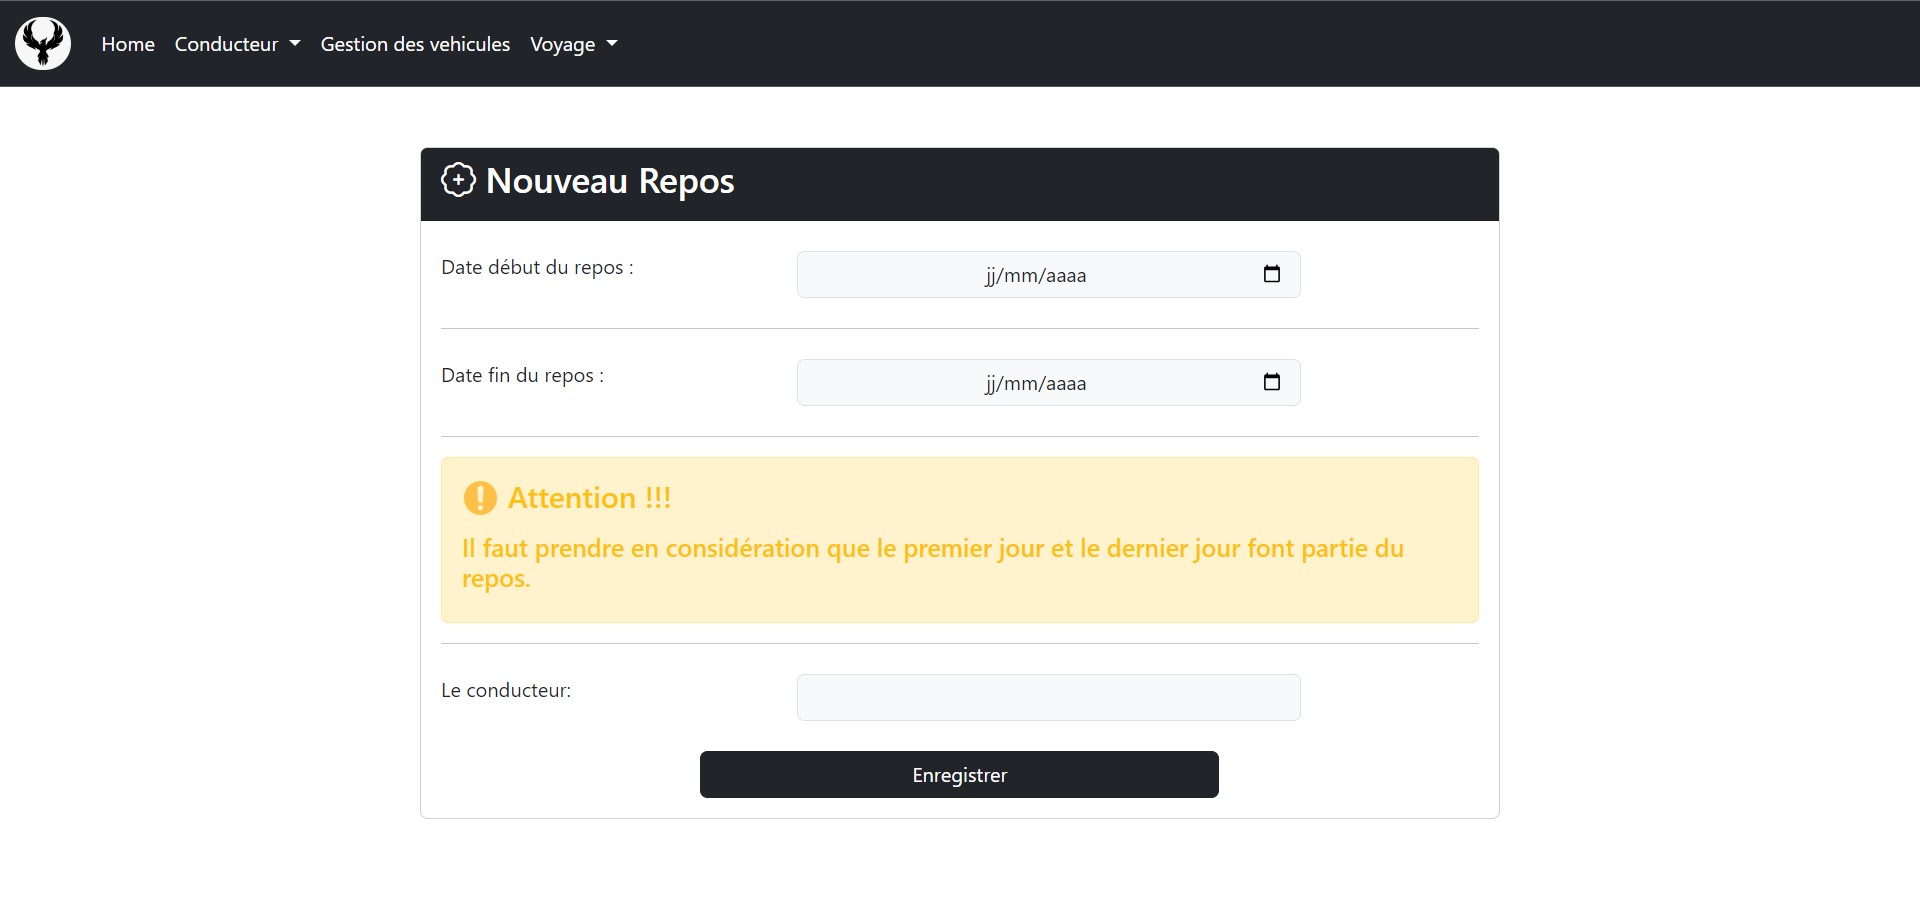 Home Conducteur Gestion des vehicules Voyage
Nouveau Repos
Date début du repos : jj/mm/aaaa
Date fin du repos : jj/mm/aaaa
Attention !!!
Il faut prendre en considération que le premier jour et le dernier jour font partie du
repos.
Le conducteur:
Enregistrer